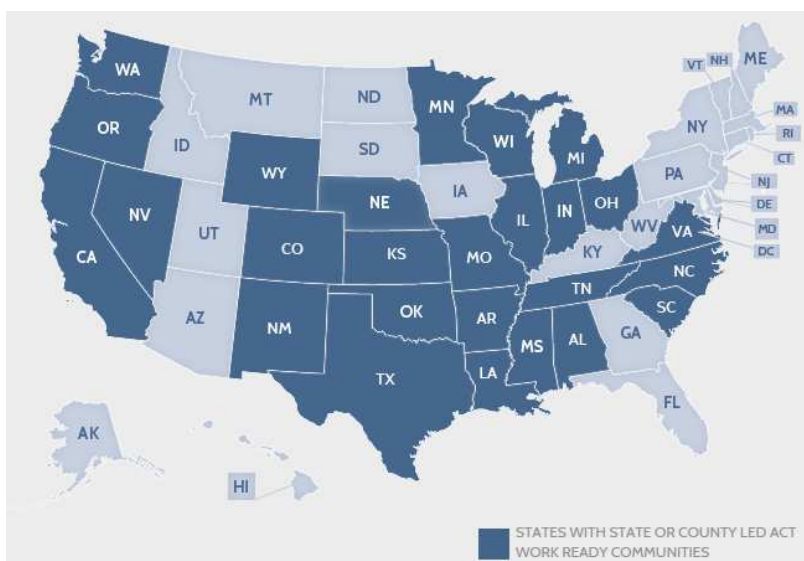 WA
MT
ND
MN
VT
NH
ME
OR
ID
SD
WI
MI
NY
MA
RI
CT
WY
IA
PA
NJ
NE
DE
NV
UT
IL
IN
OH
WV
MD
VA
DC
CA
CO
KS
MO
KY
NC
TN
AZ
NM
OK
AR
SC
MS
AL
GA
LA
TX
FL
AK
HI
STATES WITH STATE OR COUNTY LED ACT
WORK READY COMMUNITIES